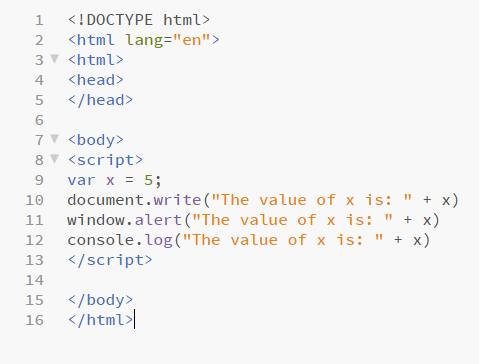 1 <!DOCTYPE html>
2 <html lang="en">
3 <html>
4 <head>
5 </head>
6
7 <body>
8 <script>
9 var x = 5;
10 document.write("The value of x is: " + x)
11 window.alert("The value of x is: " + x)
12 console.log("The value of x is: " + x)
13 </script>
14
15 </body>
16 </html>